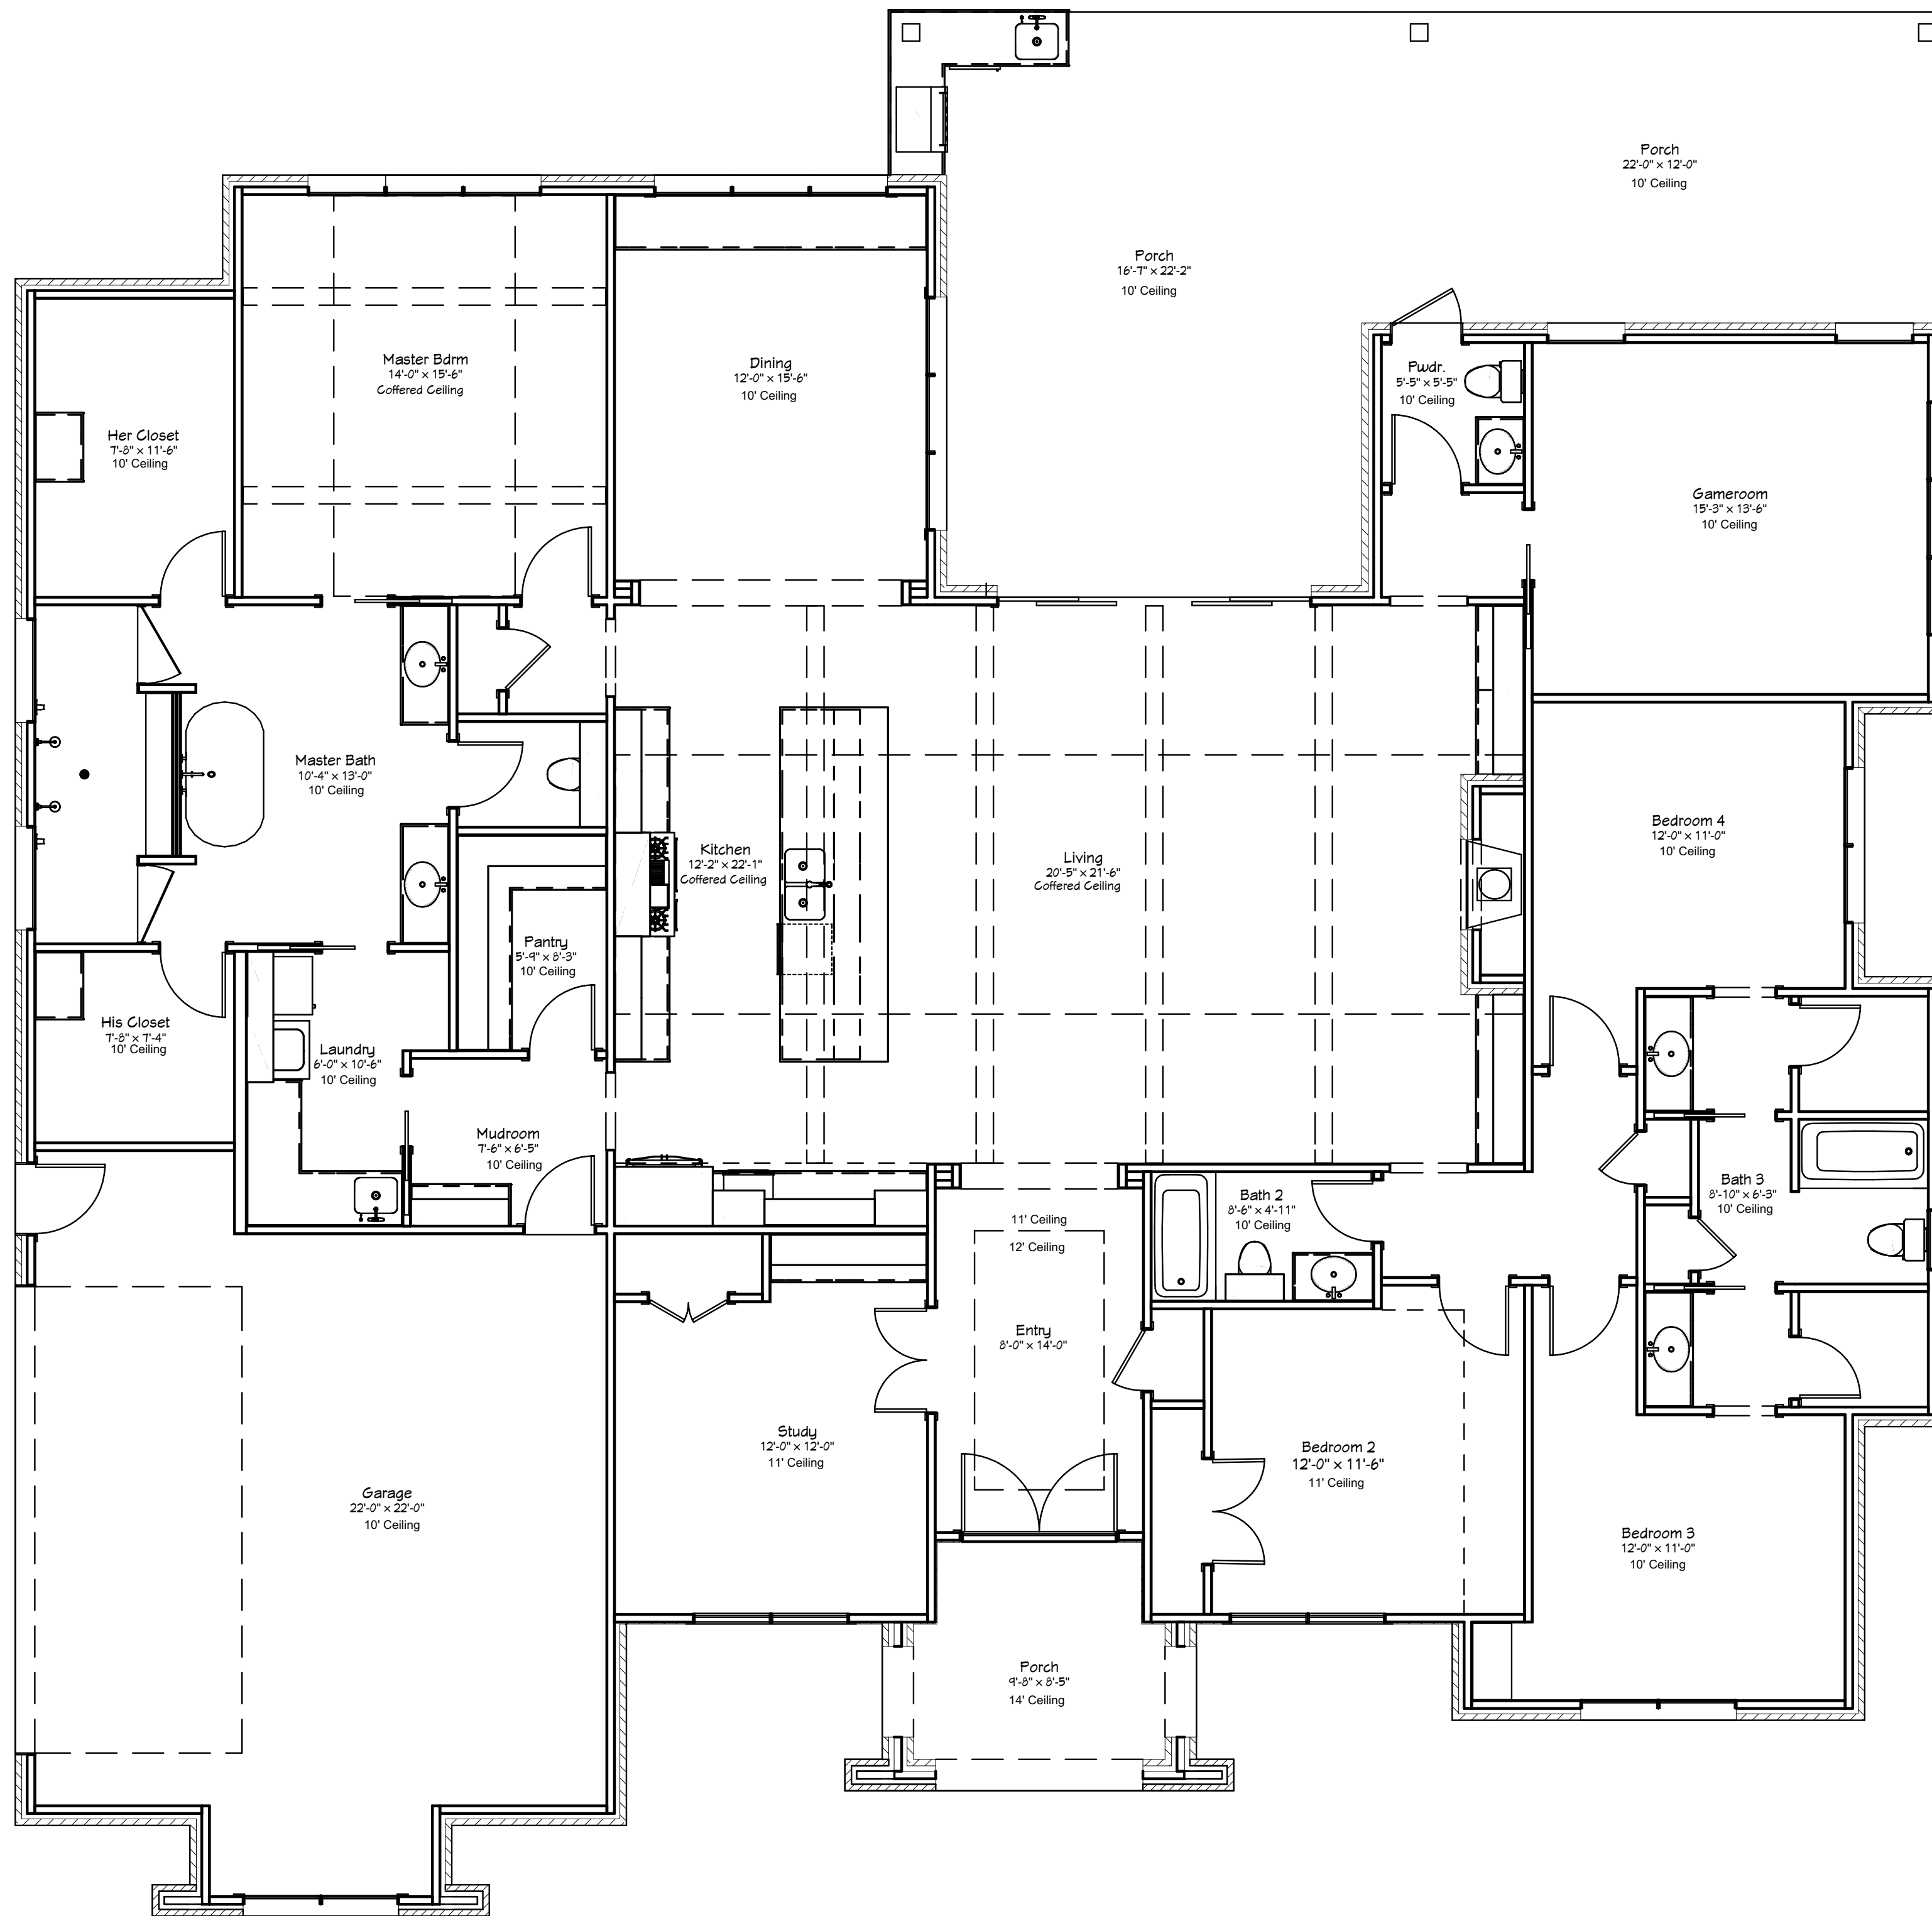 Porch
22'-0" x 12'-0"
10' Ceiling
Porch
16'-7" x 22'-2"
10' Ceiling
Master Bdrm
14'-0" x 15'-6"
Coffered Ceiling
Dining
12'-0" x 15'-6"
10' Ceiling
Pwdr.
5'-5" x 5'-5"
10' Ceiling
Her Closet
7'-8" x 11'-6"
10' Ceiling
Gameroom
15'-3" x 13'-6"
10' Ceiling
Master Bath
10'-4" x 13'-0"
10' Ceiling
Kitchen
12'-2" x 22'-1"
Coffered Ceiling
Living
20'-5" x 21'-6"
Coffered Ceiling
Bedroom 4
12'-0" x 11'-0"
10' Ceiling
Pantry
5'-9" x 8'-3"
10' Ceiling
His Closet
7'-8" x 7'-4"
10' Ceiling
Laundry
6'-0" x 10'-6"
10' Ceiling
Mudroom
7'-6" x 6'-5"
10' Ceiling
Bath 2
8'-6" x 4'-11"
10' Ceiling
Bath 3
8'-10" x 6'-3"
10' Ceiling
11' Ceiling
12' Ceiling
Entry
8'-0" x 14'-0"
Study
12'-0" x 12'-0"
11' Ceiling
Bedroom 2
12'-0" x 11'-6"
11' Ceiling
Garage
22'-0" x 22'-0"
10' Ceiling
Bedroom 3
12'-0" x 11'-0"
10' Ceiling
Porch
9'-8" x 8'-5"
14' Ceiling